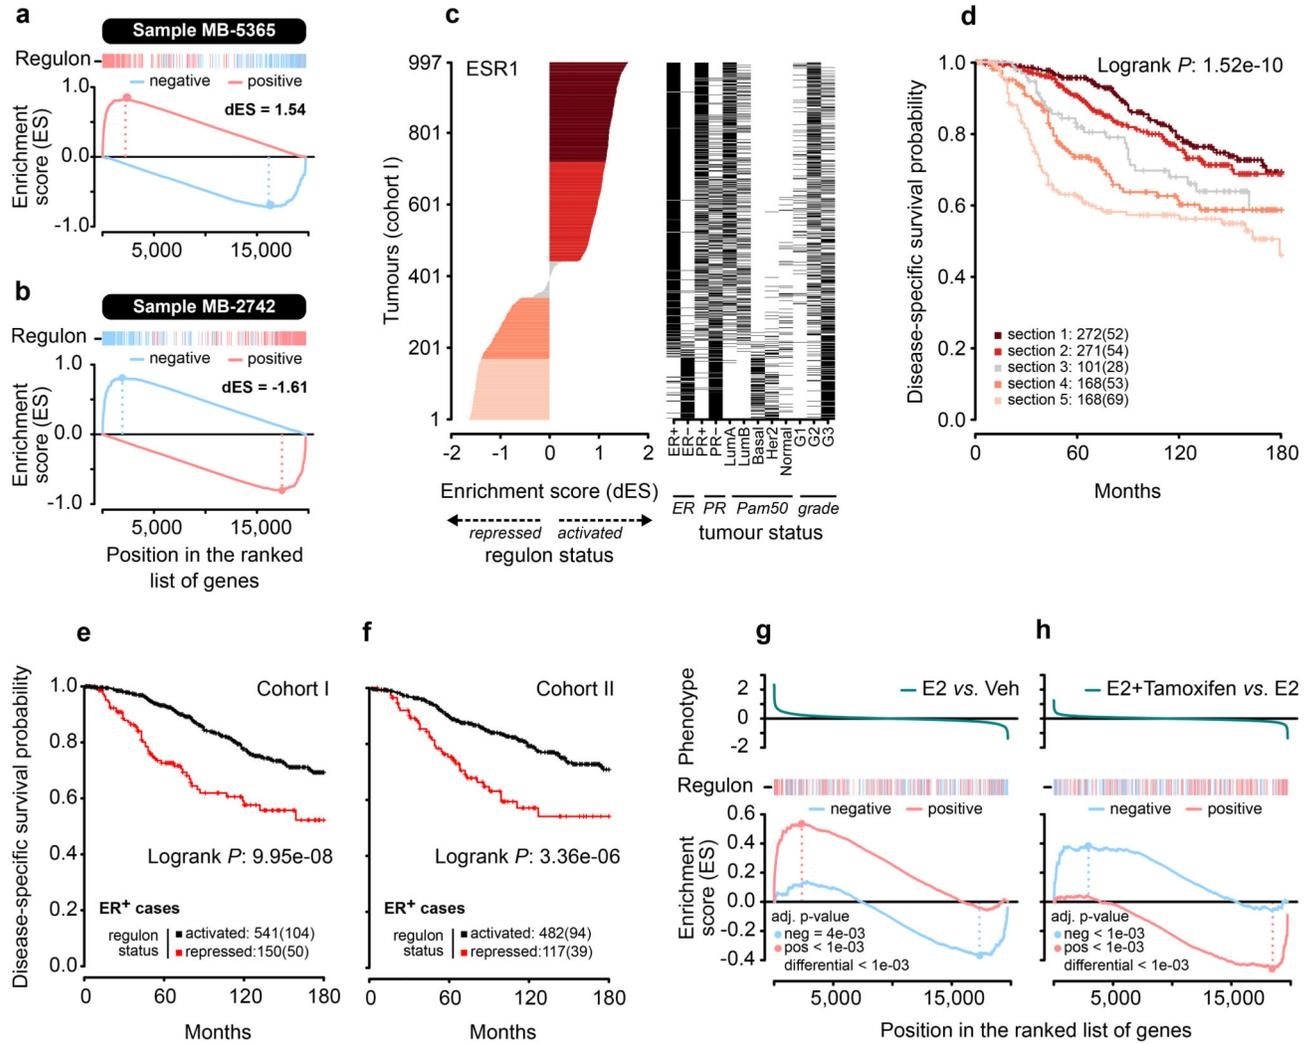 a
Sample MB-5365
Regulon
negative
positive
dES = 1.54
1.0
0.0
-1.0
Enrichment
score (ES)
5,000
15,000
b
Sample MB-2742
Regulon
negative
positive
dES = -1.61
1.0
0.0
-1.0
Enrichment
score (ES)
5,000
15,000
Position in the ranked
list of genes
c
ESR1
997
801
601
401
201
1
Tumours (cohort I)
-2 -1 0 1 2
Enrichment score (dES)
repressed activated
regulon status
ER+
ER-
PR+
PR-
LumA
LumB
Basal
Her2
Normal
G1
G2
G3
ER PR Pam50 grade
tumour status
d
Logrank P: 1.52e-10
1.0
0.8
0.6
0.4
0.2
0.0
Disease-specific survival probability
section 1: 272(52)
section 2: 271(54)
section 3: 101(28)
section 4: 168(53)
section 5: 168(69)
0 60 120 180
Months
e
Cohort I
1.0
0.8
0.6
0.4
0.2
0.0
Disease-specific survival probability
Logrank P: 9.95e-08
ER+ cases
regulon
status
activated: 541(104)
repressed:150(50)
0 60 120 180
Months
f
Cohort II
Logrank P: 3.36e-06
ER+ cases
regulon
status
activated: 482(94)
repressed:117(39)
0 60 120 180
Months
g
E2 vs. Veh
2
0
-2
Phenotype
Regulon
negative
positive
0.6
0.4
0.2
0.0
-0.2
-0.4
Enrichment
score (ES)
adj. p-value
neg = 4e-03
pos < 1e-03
differential < 1e-03
5,000
15,000
h
E2+Tamoxifen vs. E2
negative
positive
adj. p-value
neg < 1e-03
pos < 1e-03
differential < 1e-03
5,000
15,000
Position in the ranked list of genes